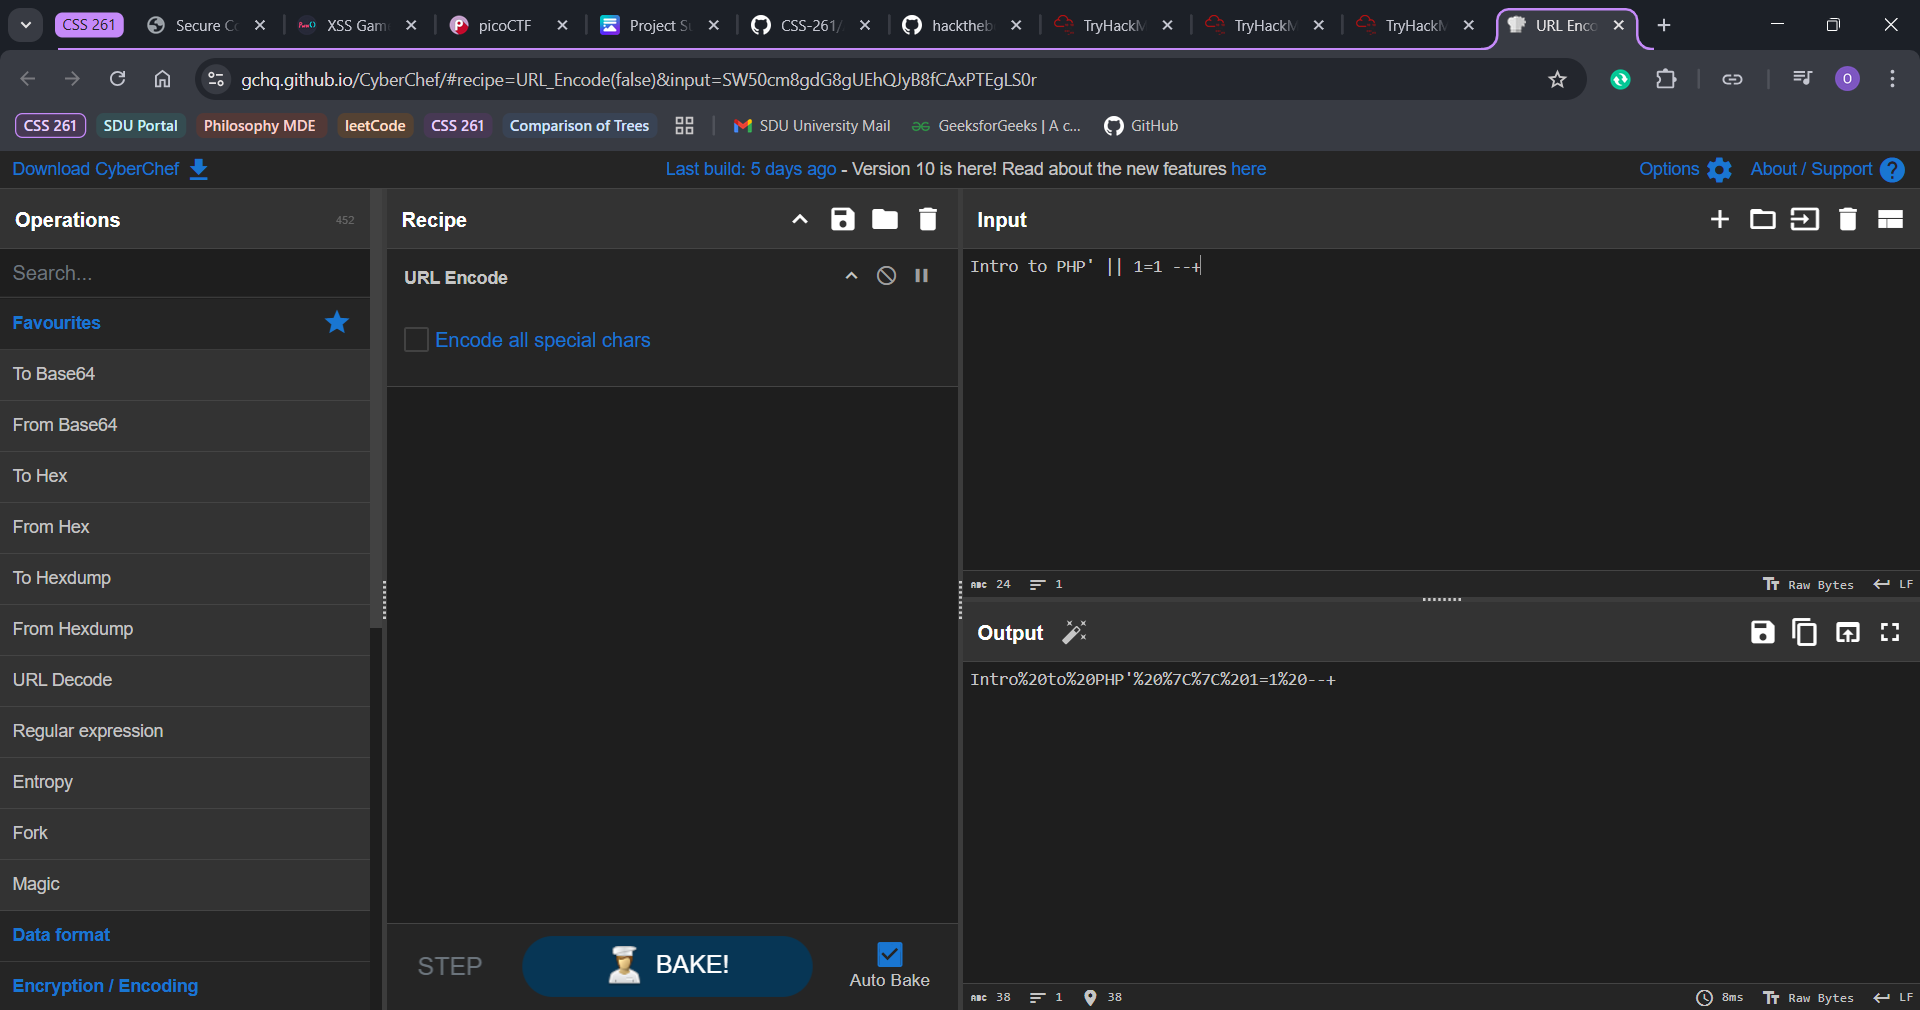 CSS 261
Secure C
XSS Gam
picoCTF
Project S
CSS-261/
hacktheb
TryHackM
TryHackM
TryHackM
URL Enco
gchq.github.io/CyberChef/#recipe=URL_Encode(false)&input=SW50cm8gdG8gUEhQJyB8fCAxPTEgLS0r
O
CSS 261
SDU Portal
Philosophy MDE
leetCode
CSS 261
Comparison of Trees
SDU University Mail
GeeksforGeeks | A c...
GitHub
Download CyberChef
Last build: 5 days ago - Version 10 is here! Read about the new features here
Options
About / Support
Operations
452
Recipe
Input
Search...
Favourites
To Base64
From Base64
To Hex
From Hex
To Hexdump
From Hexdump
URL Decode
Regular expression
Entropy
Fork
Magic
Data format
Encryption / Encoding
URL Encode
Encode all special chars
STEP
BAKE!
Auto Bake
Intro to PHP' || 1=1 --+
ABC 24
1
Raw Bytes
LF
Output
Intro%20to%20PHP'%20%7C%7C%201=1%20--+
ABC 38
1
38
8ms
Raw Bytes
LF